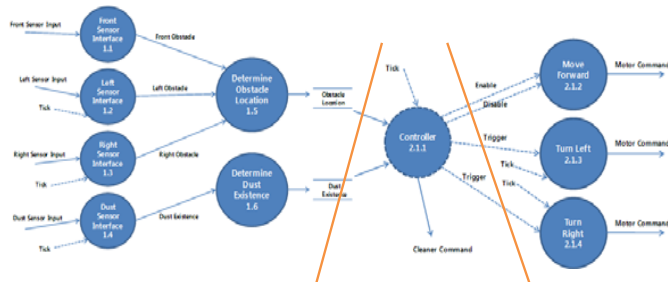 Front Sensor Input
Front
Sensor
Interface
1.1
Front Obstacle
Left Sensor Input
Tick
Left
Sensor
Interface
1.2
Left Obstacle
Right Sensor Input
Tick
Right
Sensor
Interface
1.3
Right Obstacle
Dust Sensor Input
Tick
Dust
Sensor
Interface
1.4
Dust Existence
Determine
Obstacle
Location
1.5
Determine
Dust
Existence
1.6
Obstacle
Location
Dust
Existence
Tick
Controller
2.1.1
Cleaner Command
Enable
Disable
Trigger
Trigger
Tick
Tick
Move
Forward
2.1.2
Motor Command
Turn Left
2.1.3
Motor Command
Turn
Right
2.1.4
Motor Command